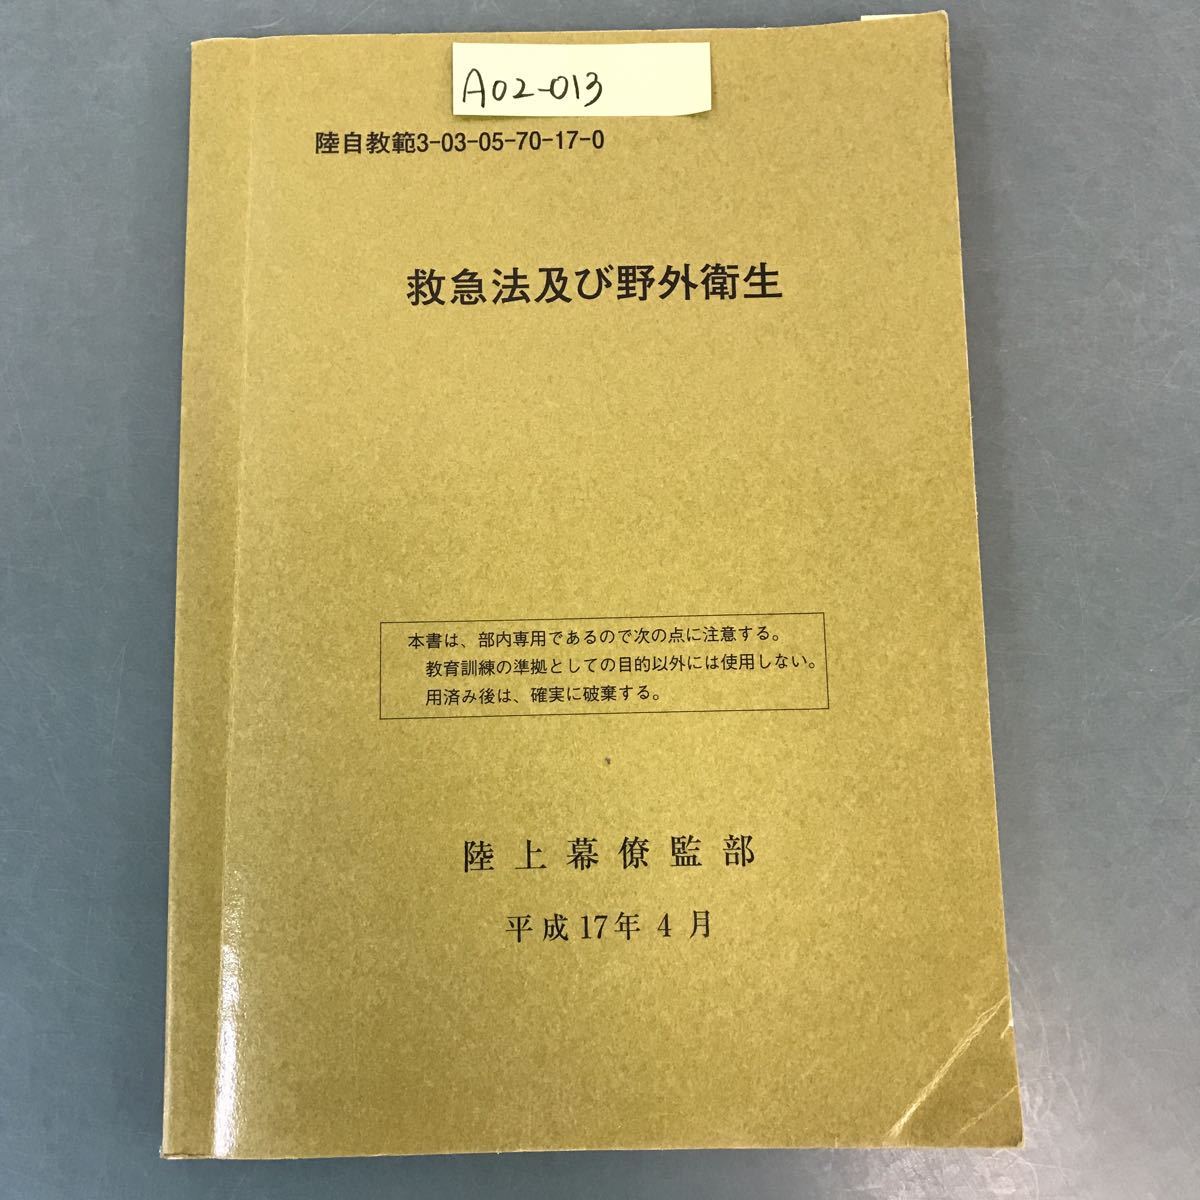 A02-013
陸自教範3-03-05-70-17-0
救急法及び野外衛生
本書は、部内専用であるので次の点に注意する。
教育訓練の準拠としての目的以外には使用しない。
用済み後は、確実に破棄する。
陸上幕僚監部
平成17年4月